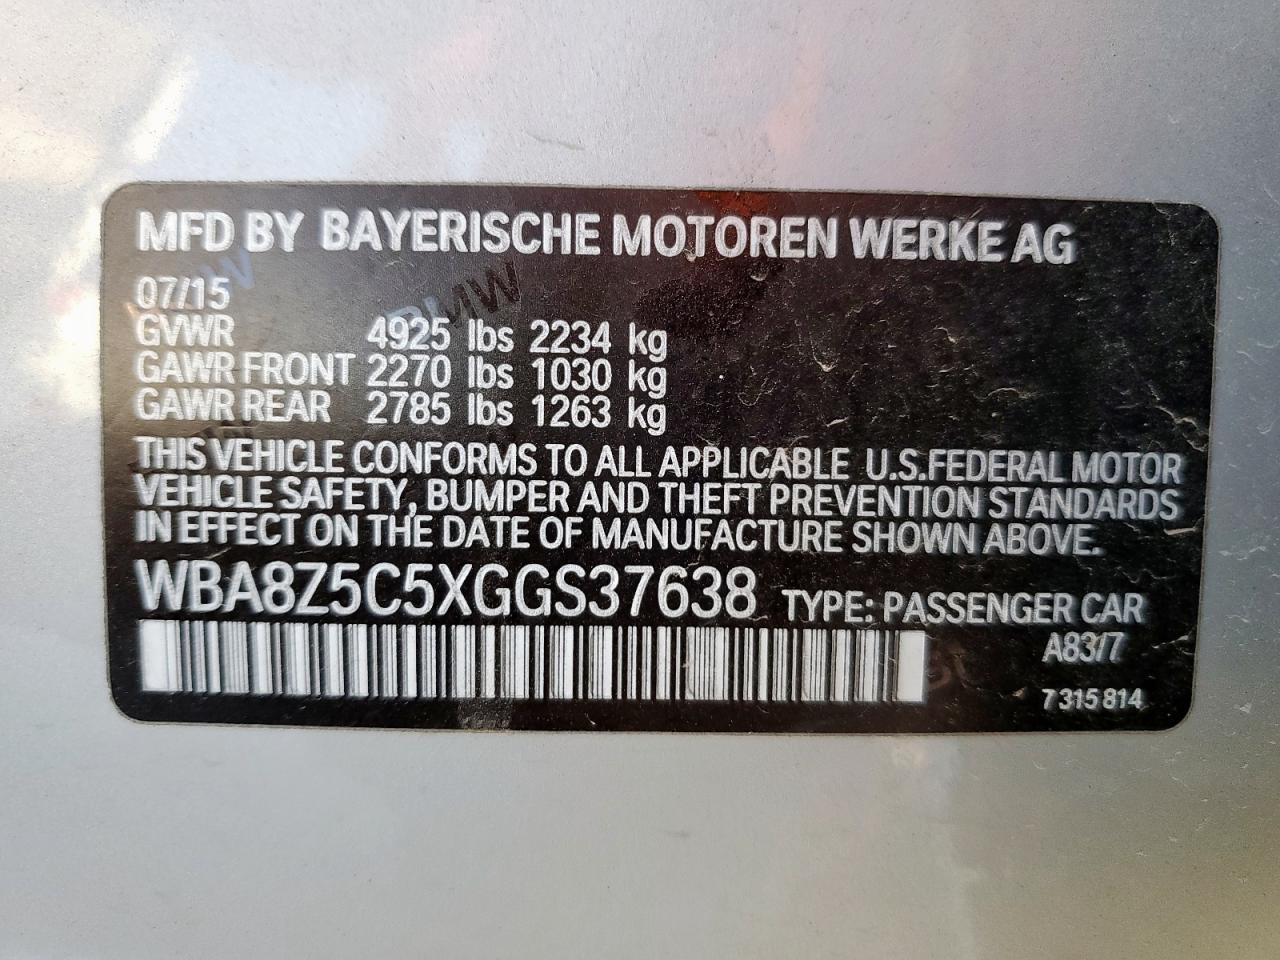 MFD BY BAYERISCHE MOTOREN WERKE AG
07/15
GVWR 4925 lbs 2234 kg
GAWR FRONT 2270 lbs 1030 kg
GAWR REAR 2785 lbs 1263 kg
THIS VEHICLE CONFORMS TO ALL APPLICABLE U.S.FEDERAL MOTOR
VEHICLE SAFETY, BUMPER AND THEFT PREVENTION STANDARDS
IN EFFECT ON THE DATE OF MANUFACTURE SHOWN ABOVE.
WBA8Z5C5XGGS37638 TYPE: PASSENGER CAR
A83/7
7 315 814
BMW